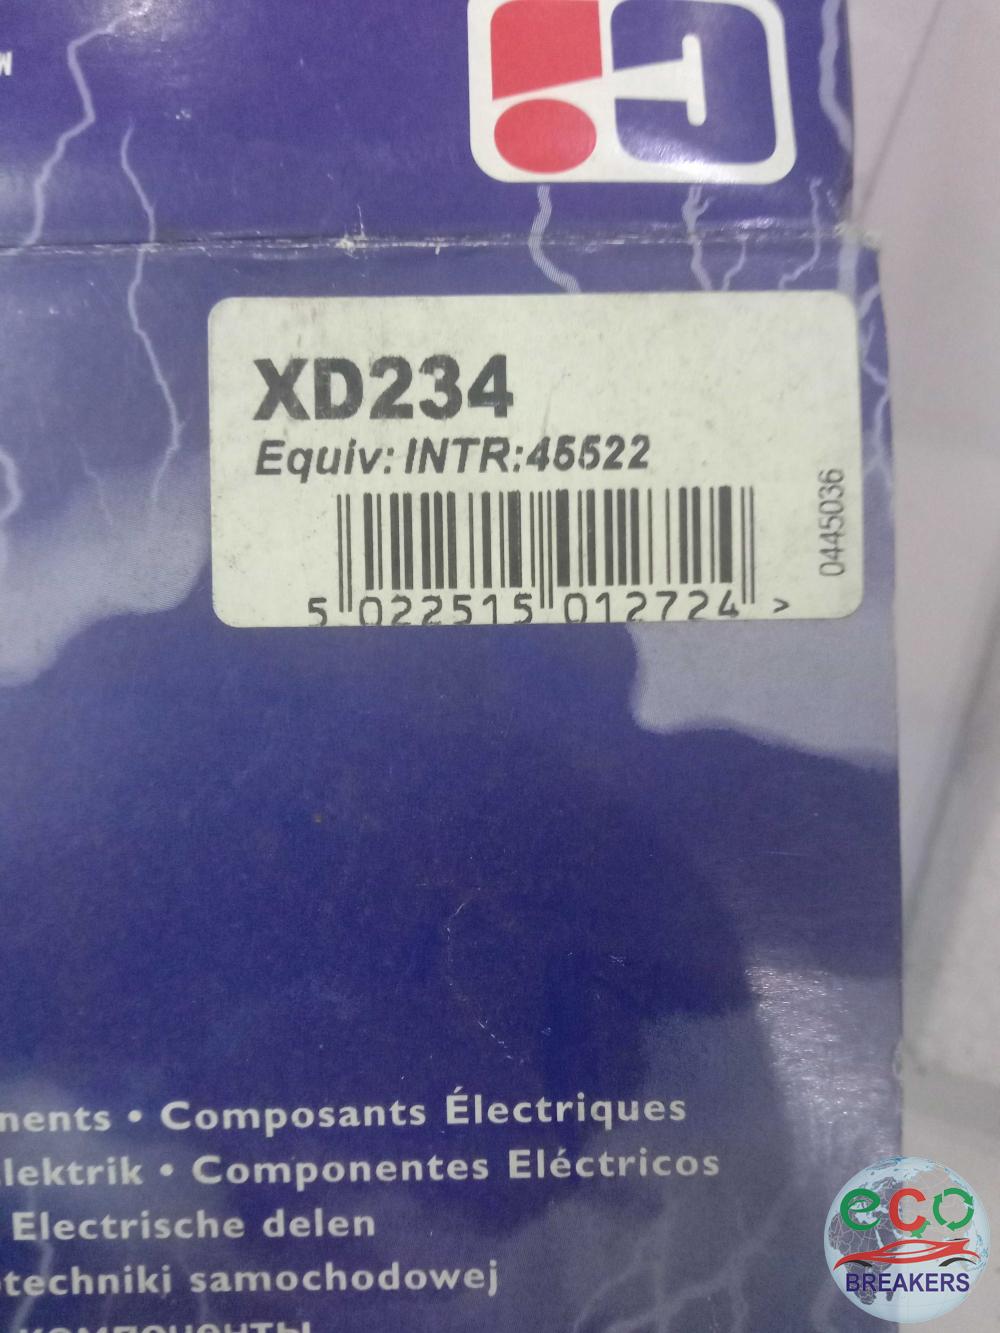 XD234
Equiv: INTR:45522
5 022515 012724 >
0445036
nents • Composants Électriques
lektrik • Componentes Eléctricos
Electrische delen
techniki samochodowej
компоненты
eco
BREAKERS